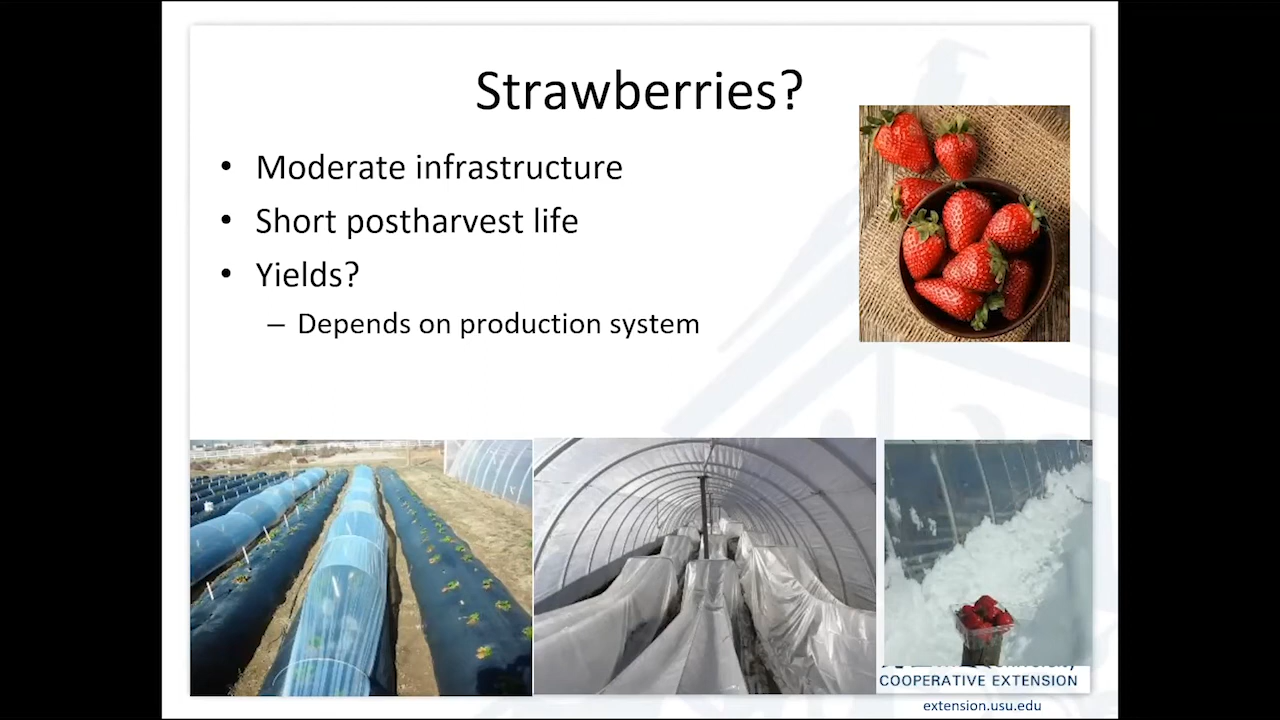 Strawberries?
• Moderate infrastructure
• Short postharvest life
• Yields?
– Depends on production system
COOPERATIVE EXTENSION
extension.usu.edu